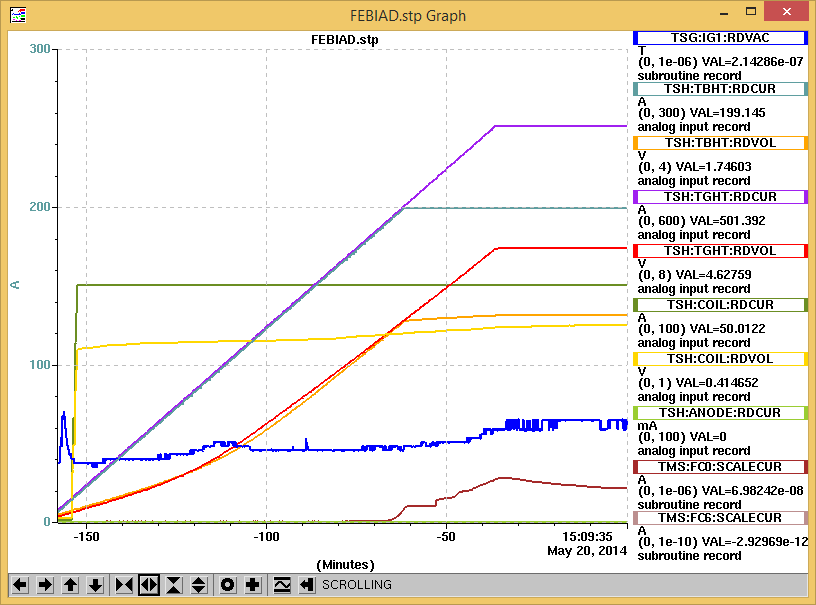 FEBIAD.stp Graph
FEBIAD.stp
300
200
100
0
A
-150
-100
-50
15:09:35
May 20, 2014
(Minutes)
TSG:IG1:RDVAC
T
(0, 1e-06) VAL=2.14286e-07
subroutine record
TSH:TBHT:RDCUR
A
(0, 300) VAL=199.145
analog input record
TSH:TBHT:RDVOL
V
(0, 4) VAL=1.74603
analog input record
TSH:TGHT:RDCUR
A
(0, 600) VAL=501.392
analog input record
TSH:TGHT:RDVOL
V
(0, 8) VAL=4.62759
analog input record
TSH:COIL:RDCUR
A
(0, 100) VAL=50.0122
analog input record
TSH:COIL:RDVOL
V
(0, 1) VAL=0.414652
analog input record
TSH:ANODE:RDCUR
mA
(0, 100) VAL=0
analog input record
TMS:FC0:SCALECUR
A
(0, 1e-06) VAL=6.98242e-08
subroutine record
TMS:FC6:SCALECUR
A
(0, 1e-10) VAL=-2.92969e-12
subroutine record
SCROLLING